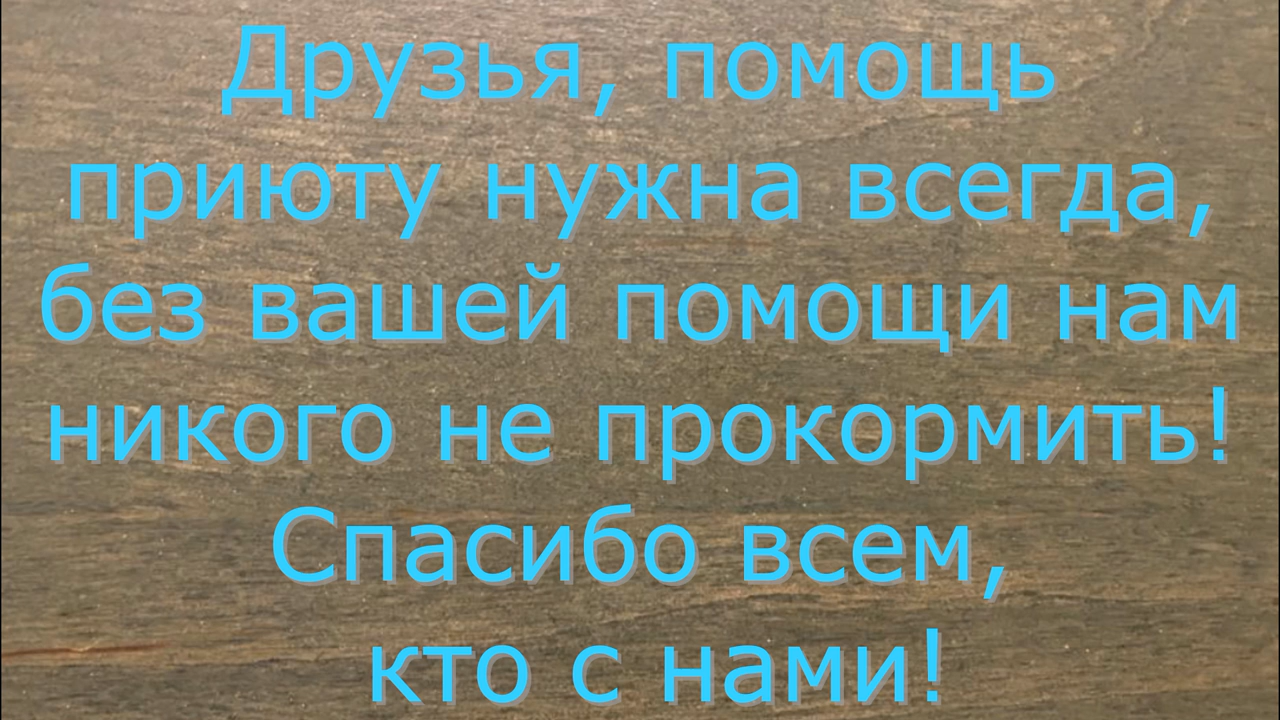 Друзья, помощь
приюту нужна всегда,
без вашей помощи нам
никого не прокормить!
Спасибо всем,
кто с нами!